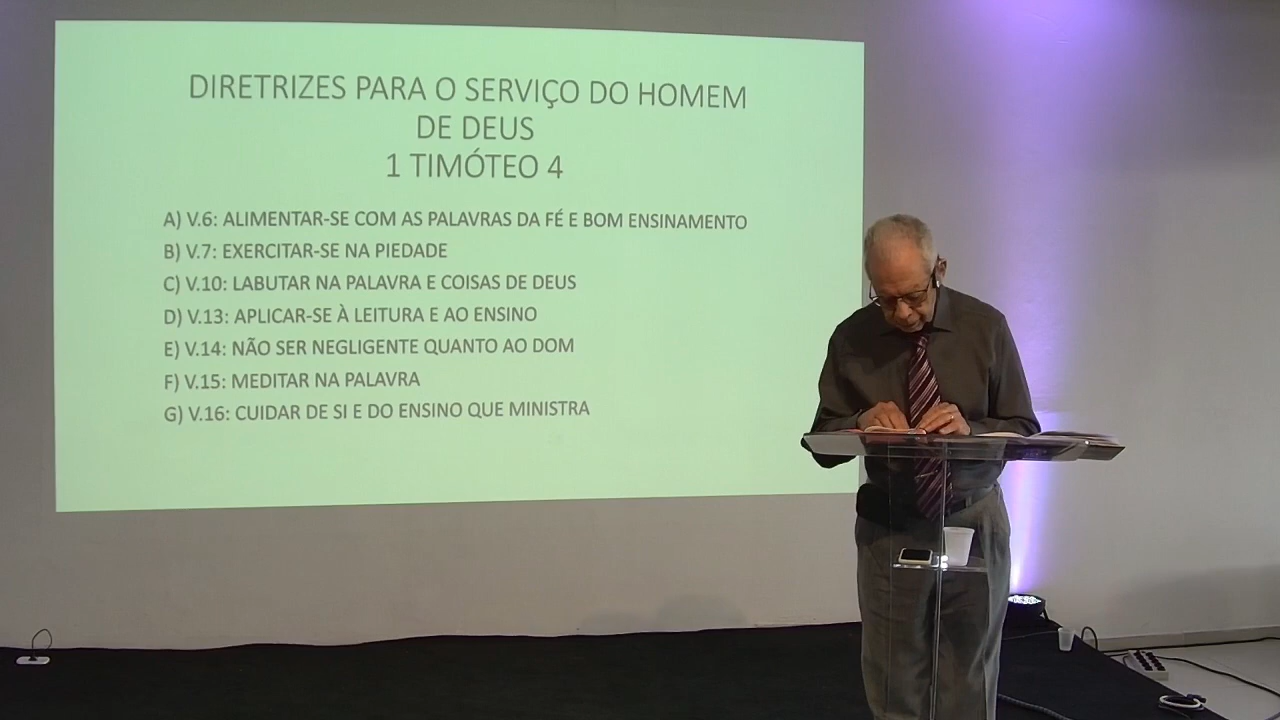 DIRETRIZES PARA O SERVIÇO DO HOMEM
DE DEUS
1 TIMÓTEO 4
A) V.6: ALIMENTAR-SE COM AS PALAVRAS DA FÉ E BOM ENSINAMENTO
B) V.7: EXERCITAR-SE NA PIEDADE
C) V.10: LABUTAR NA PALAVRA E COISAS DE DEUS
D) V.13: APLICAR-SE À LEITURA E AO ENSINO
E) V.14: NÃO SER NEGLIGENTE QUANTO AO DOM
F) V.15: MEDITAR NA PALAVRA
G) V.16: CUIDAR DE SI E DO ENSINO QUE MINISTRA